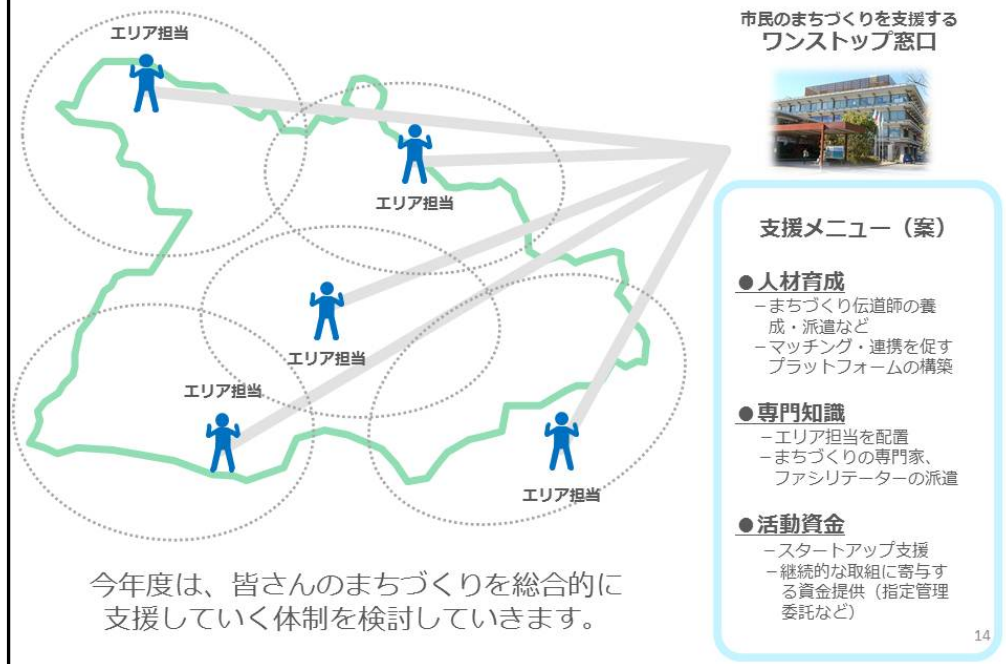 エリア担当
エリア担当
エリア担当
エリア担当
エリア担当
今年度は、皆さんのまちづくりを総合的に
支援していく体制を検討していきます。
市民のまちづくりを支援する
ワンストップ窓口
支援メニュー(案)
●人材育成
－まちづくり伝道師の養
成・派遣など
－マッチング・連携を促す
プラットフォームの構築
●専門知識
－エリア担当を配置
－まちづくりの専門家、
ファシリテーターの派遣
●活動資金
－スタートアップ支援
－継続的な取組に寄与す
る資金提供（指定管理
委託など）
14